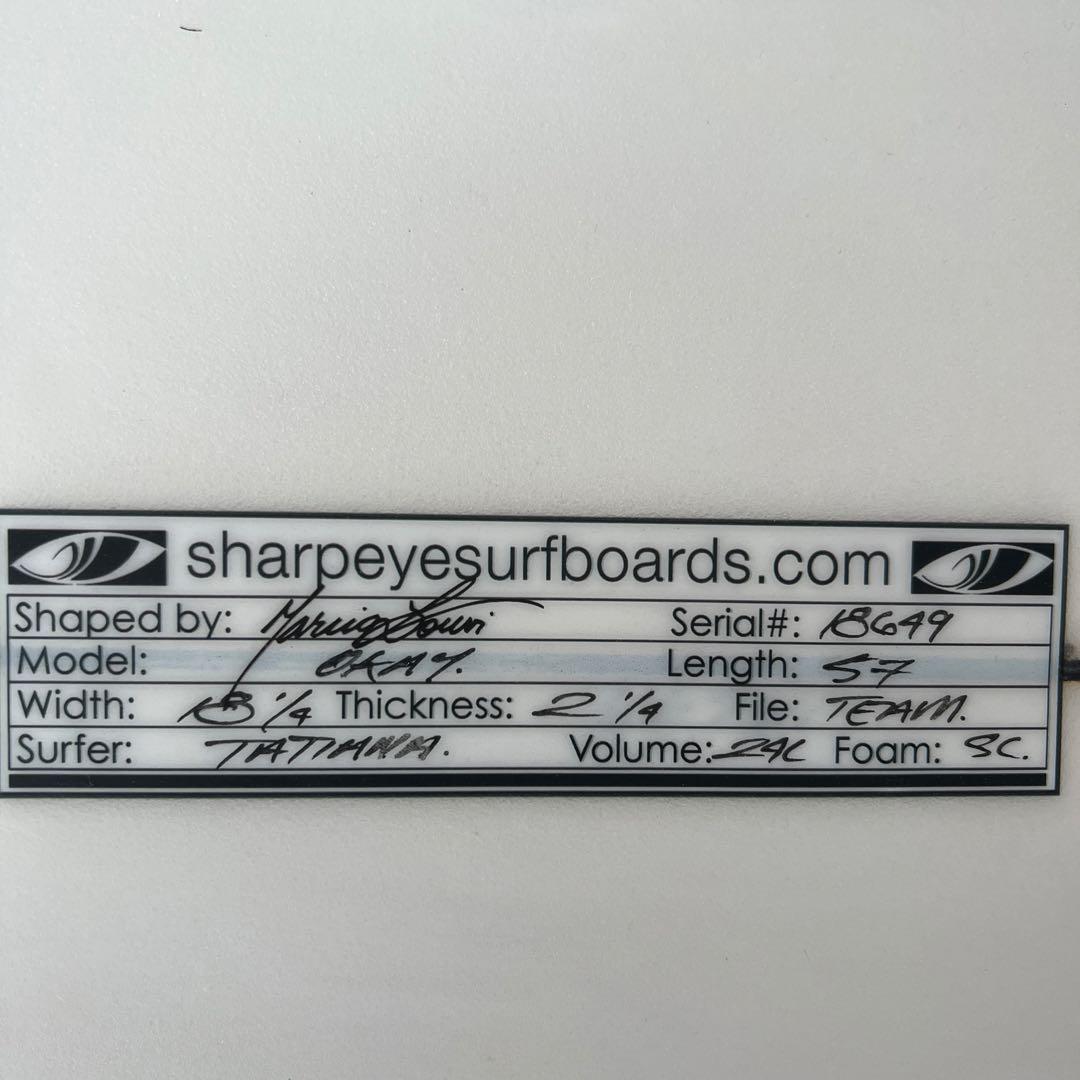 sharpeyesurfboards.com
Shaped by: Marcio Zouvi Serial#: 18649
Model: OKAY. Length: 5-7
Width: 18 1/4 Thickness: 2 1/4 File: TEAM.
Surfer: TATIANA. Volume: 24L Foam: SC.